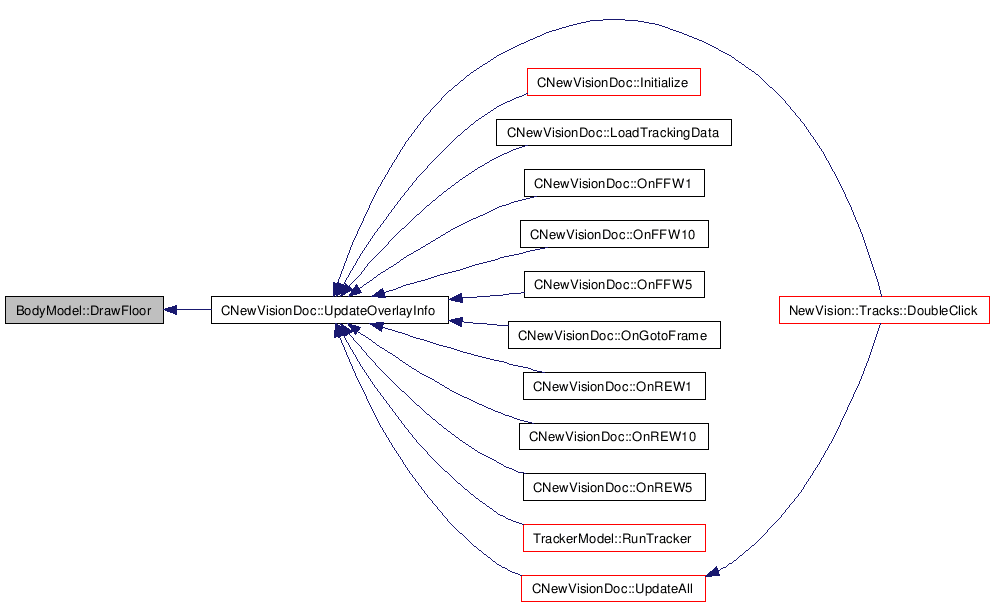 CNewVisionDoc::Initialize
CNewVisionDoc::LoadTrackingData
CNewVisionDoc::OnFFW1
CNewVisionDoc::OnFFW10
CNewVisionDoc::OnFFW5
BodyModel::DrawFloor
CNewVisionDoc::UpdateOverlayInfo
NewVision::Tracks::DoubleClick
CNewVisionDoc::OnGotoFrame
CNewVisionDoc::OnREW1
CNewVisionDoc::OnREW10
CNewVisionDoc::OnREW5
TrackerModel::RunTracker
CNewVisionDoc::UpdateAll